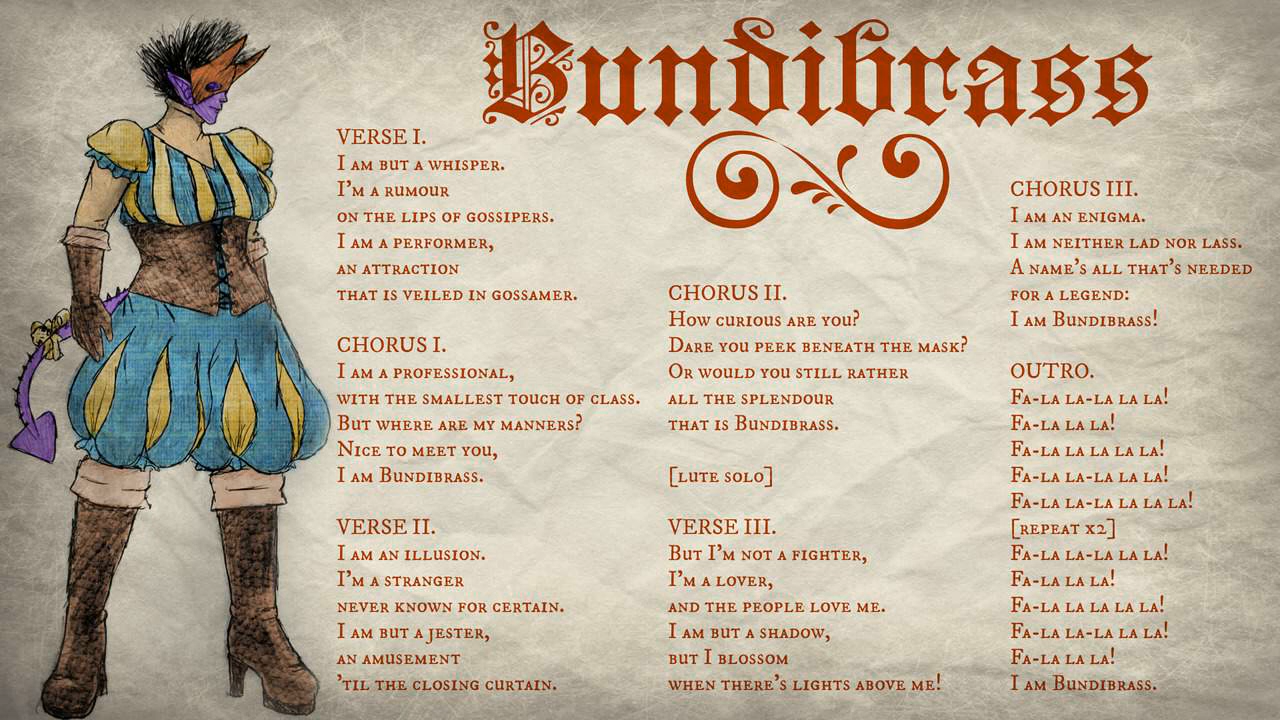 Bundibrass
VERSE I.
I am but a whisper.
I'm a rumour
on the lips of gossipers.
I am a performer,
an attraction
that is veiled in gossamer.
CHORUS I.
I am a professional,
with the smallest touch of class.
But where are my manners?
Nice to meet you,
I am Bundibrass.
VERSE II.
I am an illusion.
I'm a stranger
never known for certain.
I am but a jester,
an amusement
'til the closing curtain.
CHORUS II.
How curious are you?
Dare you peek beneath the mask?
Or would you still rather
all the splendour
that is Bundibrass.
[lute solo]
VERSE III.
But I'm not a fighter,
I'm a lover,
and the people love me.
I am but a shadow,
but I blossom
when there's lights above me!
CHORUS III.
I am an enigma.
I am neither lad nor lass.
A name's all that's needed
for a legend:
I am Bundibrass!
OUTRO.
Fa-la la-la la la!
Fa-la la la!
Fa-la la la la la!
Fa-la la-la la la!
Fa-la la-la la la la!
[repeat x2]
Fa-la la-la la la!
Fa-la la la!
Fa-la la la la la!
Fa-la la-la la la!
Fa-la la la!
I am Bundibrass.